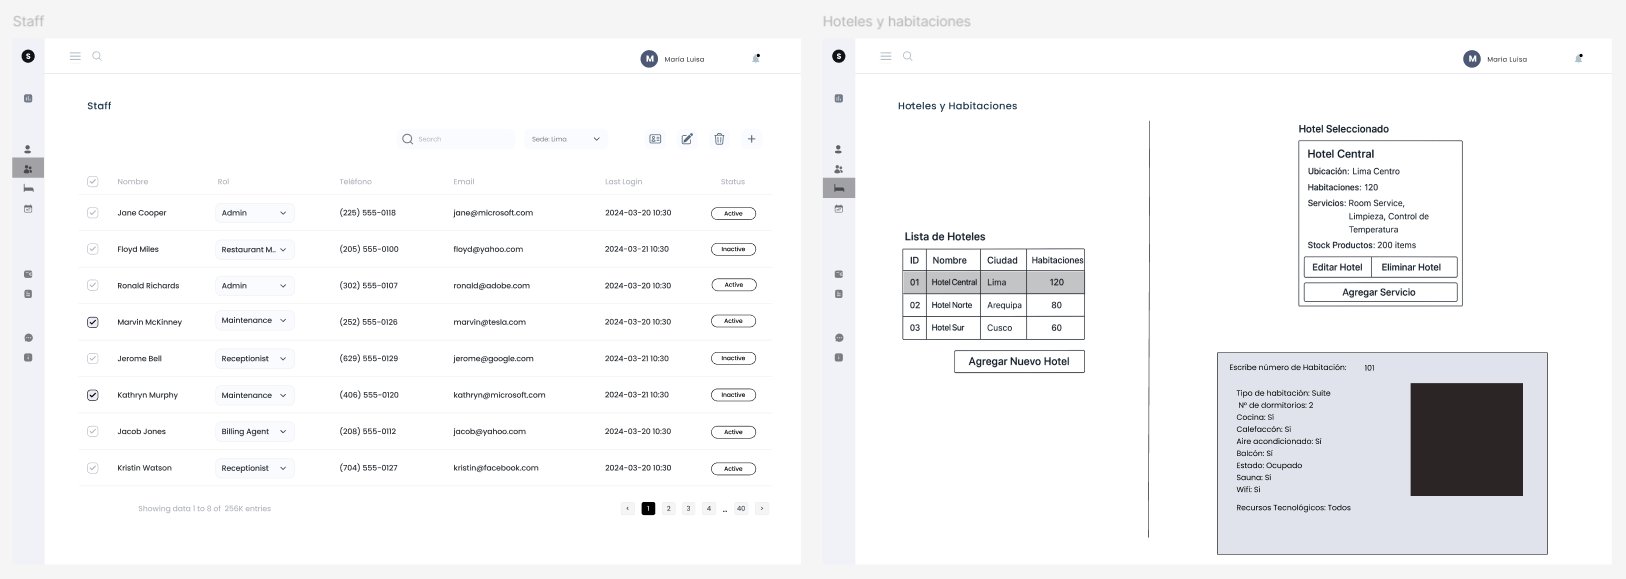 Staff
S
M Maria Luisa
Staff
Search
Sede: Lima
Nombre Rol Teléfono Email Last Login Status
Jane Cooper Admin (225) 555-0118 jane@microsoft.com 2024-03-20 10:30 Active
Floyd Miles Restaurant M.. (205) 555-0100 floyd@yahoo.com 2024-03-21 10:30 Inactive
Ronald Richards Admin (302) 555-0107 ronald@adobe.com 2024-03-20 10:30 Active
Marvin McKinney Maintenance (252) 555-0126 marvin@tesla.com 2024-03-20 10:30 Active
Jerome Bell Receptionist (629) 555-0129 jerome@google.com 2024-03-21 10:30 Inactive
Kathryn Murphy Maintenance (406) 555-0120 kathryn@microsoft.com 2024-03-21 10:30 Inactive
Jacob Jones Billing Agent (208) 555-0112 jacob@yahoo.com 2024-03-20 10:30 Active
Kristin Watson Receptionist (704) 555-0127 kristin@facebook.com 2024-03-20 10:30 Active
Showing data 1 to 8 of 256K entries
‹ 1 2 3 4 ... 40 ›
Hoteles y habitaciones
S
M Maria Luisa
Hoteles y Habitaciones
Lista de Hoteles
ID Nombre Ciudad Habitaciones
01 Hotel Central Lima 120
02 Hotel Norte Arequipa 80
03 Hotel Sur Cusco 60
Agregar Nuevo Hotel
Hotel Seleccionado
Hotel Central
Ubicación: Lima Centro
Habitaciones: 120
Servicios: Room Service,
Limpieza, Control de
Temperatura
Stock Productos: 200 items
Editar Hotel Eliminar Hotel
Agregar Servicio
Escribe número de Habitación: 101
Tipo de habitación: Suite
Nº de dormitorios: 2
Cocina: Sí
Calefaccón: Sí
Aire acondicionado: Sí
Balcón: Sí
Estado: Ocupado
Sauna: Sí
Wifi: Sí
Recursos Tecnológicos: Todos